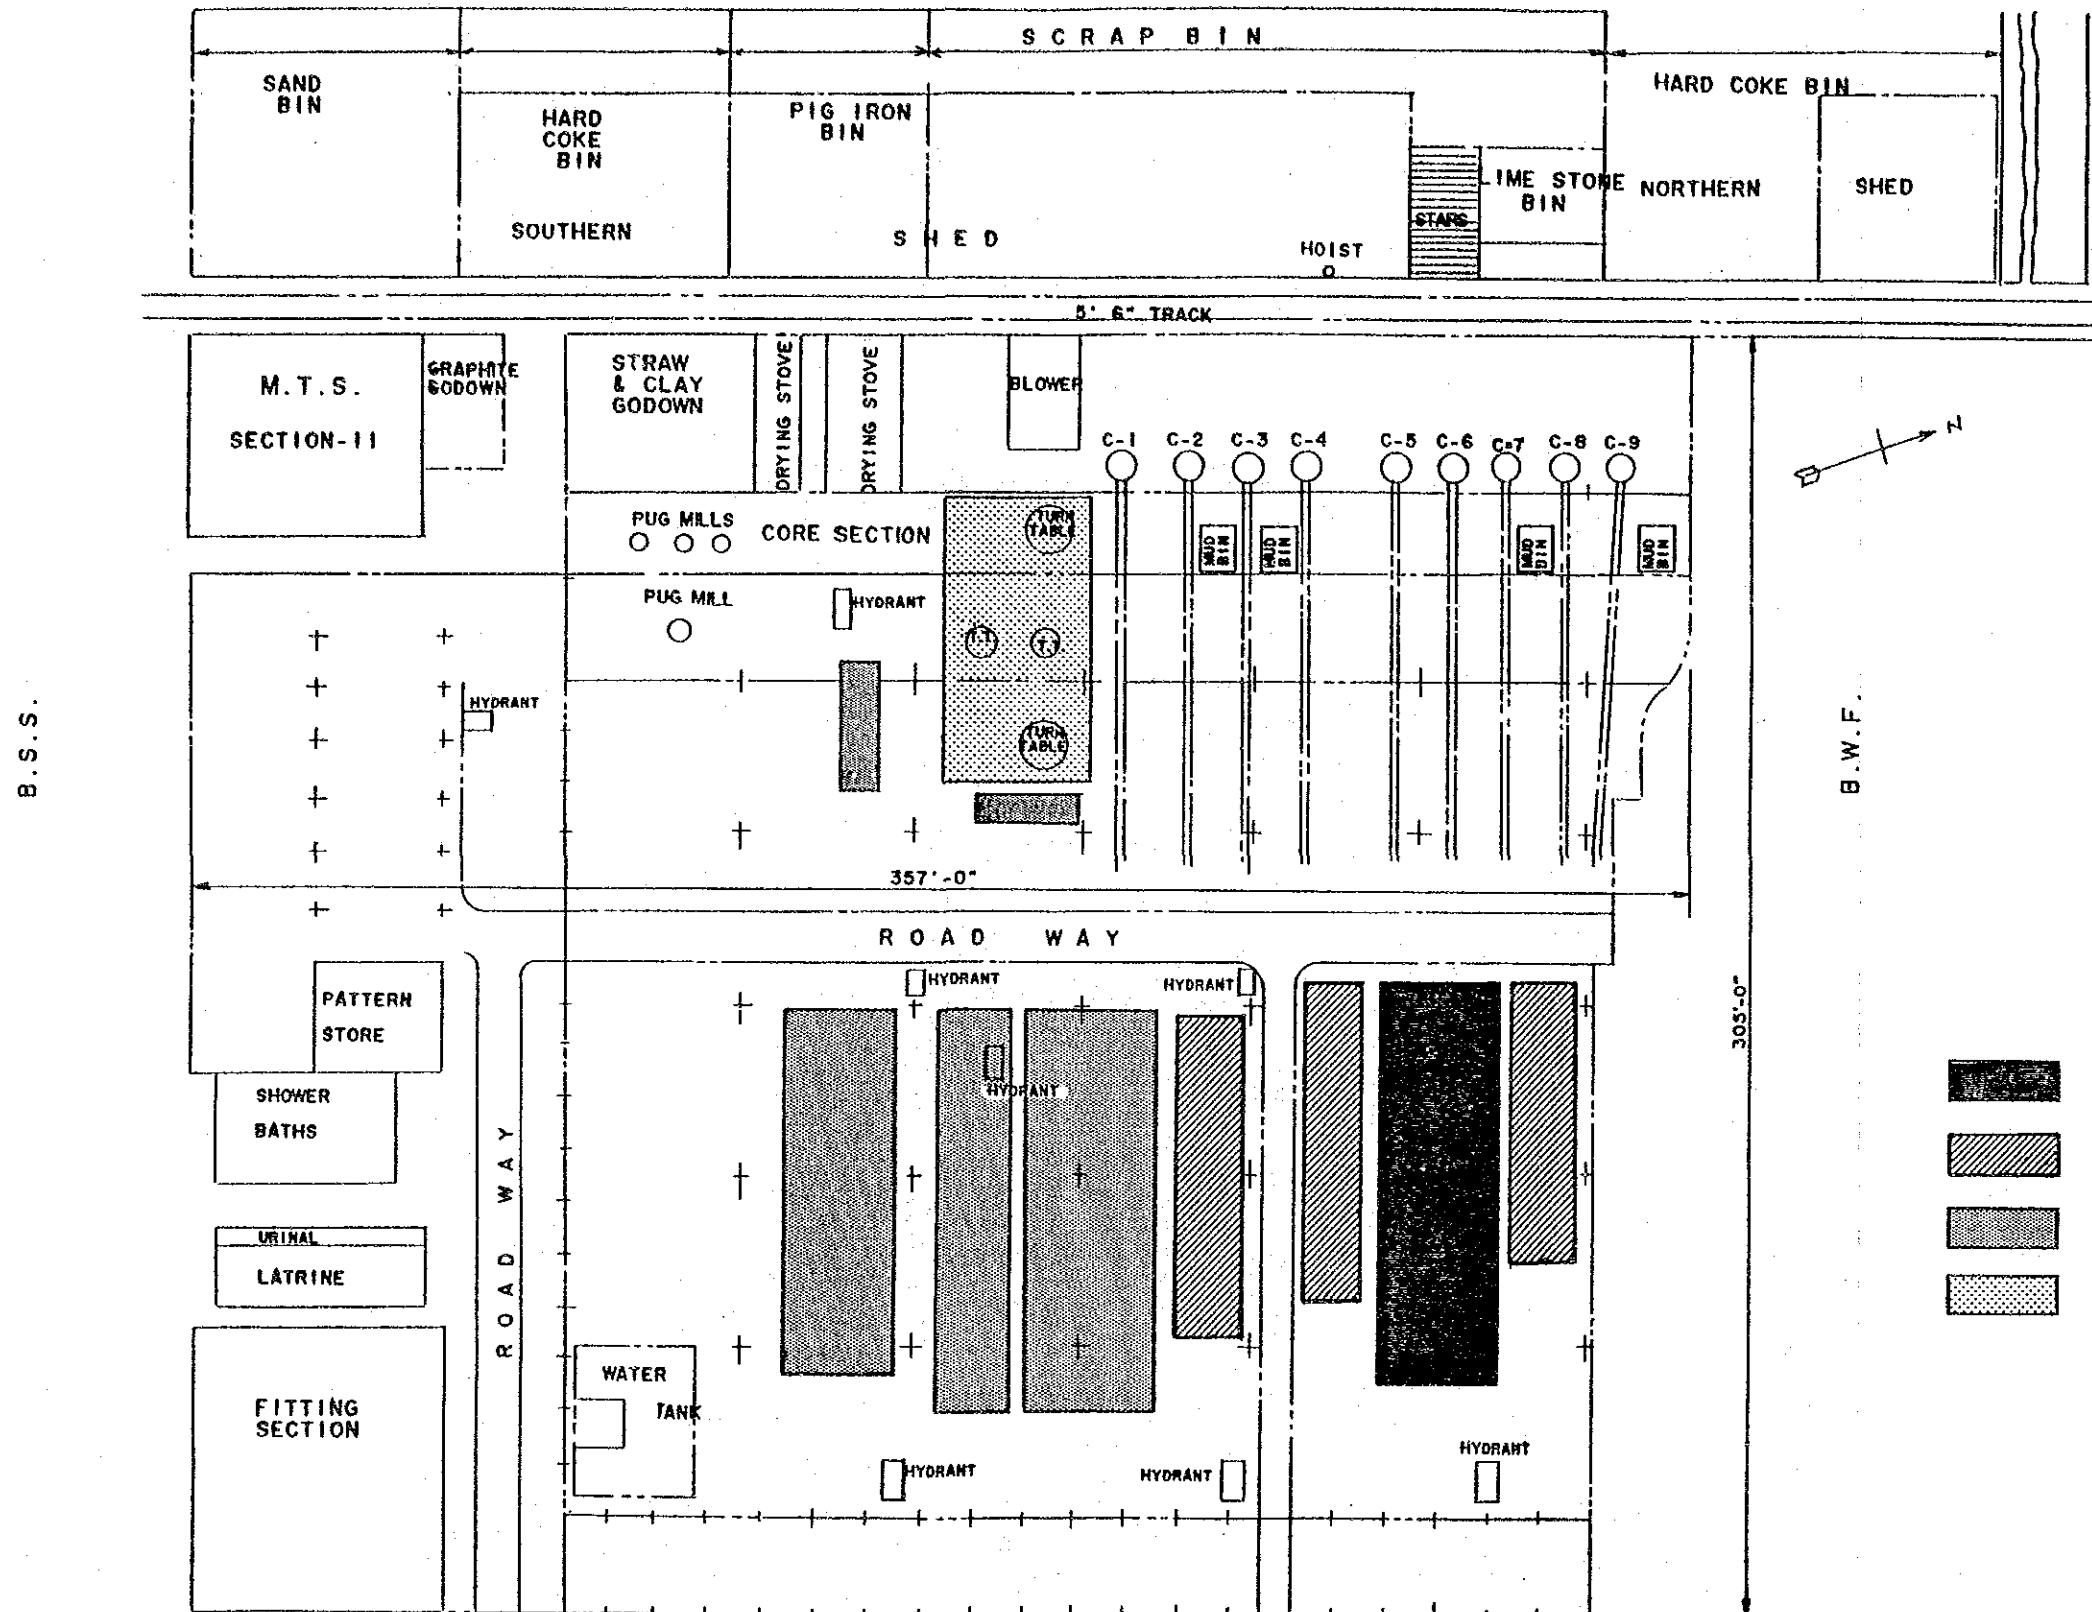 SCRAP BIN
SAND
BIN
HARD
COKE
BIN
PIG IRON
BIN
HARD COKE BIN
LIME STONE
BIN
NORTHERN
SHED
SOUTHERN
SHED
STARS
HOIST
5' 6" TRACK
M.T.S.
SECTION-II
GRAPHITE
GODOWN
STRAW
& CLAY
GODOWN
DRYING STOVE
DRYING STOVE
BLOWER
C-1
C-2
C-3
C-4
C-5
C-6
C-7
C-8
C-9
N
PUG MILLS
CORE SECTION
TURN
TABLE
MUD
BIN
MUD
BIN
MUD
BIN
MUD
BIN
PUG MILL
HYDRANT
T.T.
T.T.
HYDRANT
TURN
TABLE
B.S.S.
B.W.F.
357'-0"
ROAD WAY
HYDRANT
HYDRANT
PATTERN
STORE
305'-0"
HYDRANT
SHOWER
BATHS
ROAD WAY
URINAL
LATRINE
WATER
TANK
FITTING
SECTION
HYDRANT
HYDRANT
HYDRANT